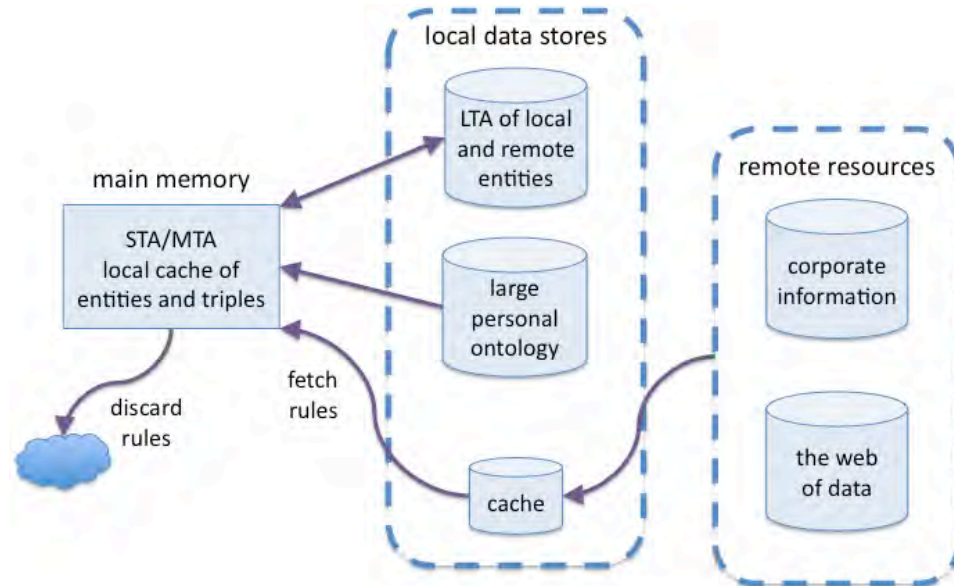 local data stores
LTA of local
and remote
entities
main memory
STA/MTA
local cache of
entities and triples
large
personal
ontology
fetch
rules
discard
rules
cache
remote resources
corporate
information
the web
of data